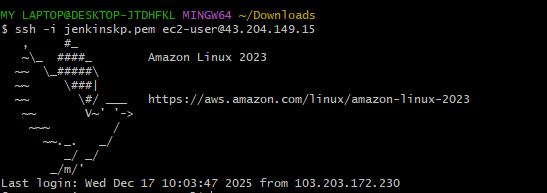 MY LAPTOP@DESKTOP-JTDHFKL MINGW64 ~/Downloads
$ ssh -i jenkinskp.pem ec2-user@43.204.149.15
   ,     #_
   ~\_  ####_        Amazon Linux 2023
  ~~  \_#####\
  ~~     \###|
  ~~       \#/ ___   https://aws.amazon.com/linux/amazon-linux-2023
   ~~       V~' '->
    ~~~         /
      ~~._.   _/
         _/ _/
       _/m/'
Last login: Wed Dec 17 10:03:47 2025 from 103.203.172.230